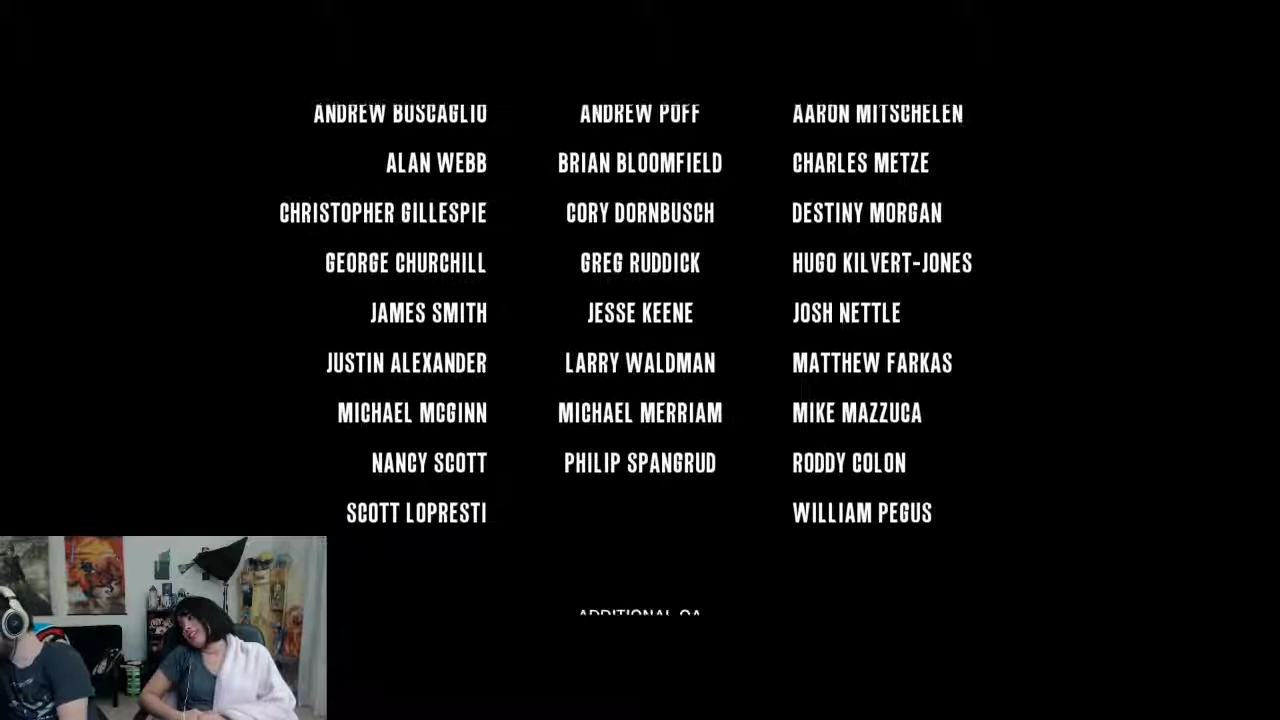 ANDREW BUSCAGLIO ANDREW POFF AARON MITSCHELEN
ALAN WEBB BRIAN BLOOMFIELD CHARLES METZE
CHRISTOPHER GILLESPIE CORY DORNBUSCH DESTINY MORGAN
GEORGE CHURCHILL GREG RUDDICK HUGO KILVERT-JONES
JAMES SMITH JESSE KEENE JOSH NETTLE
JUSTIN ALEXANDER LARRY WALDMAN MATTHEW FARKAS
MICHAEL MCGINN MICHAEL MERRIAM MIKE MAZZUCA
NANCY SCOTT PHILIP SPANGRUD RODDY COLON
SCOTT LOPRESTI WILLIAM PEGUS
ADDITIONAL QA